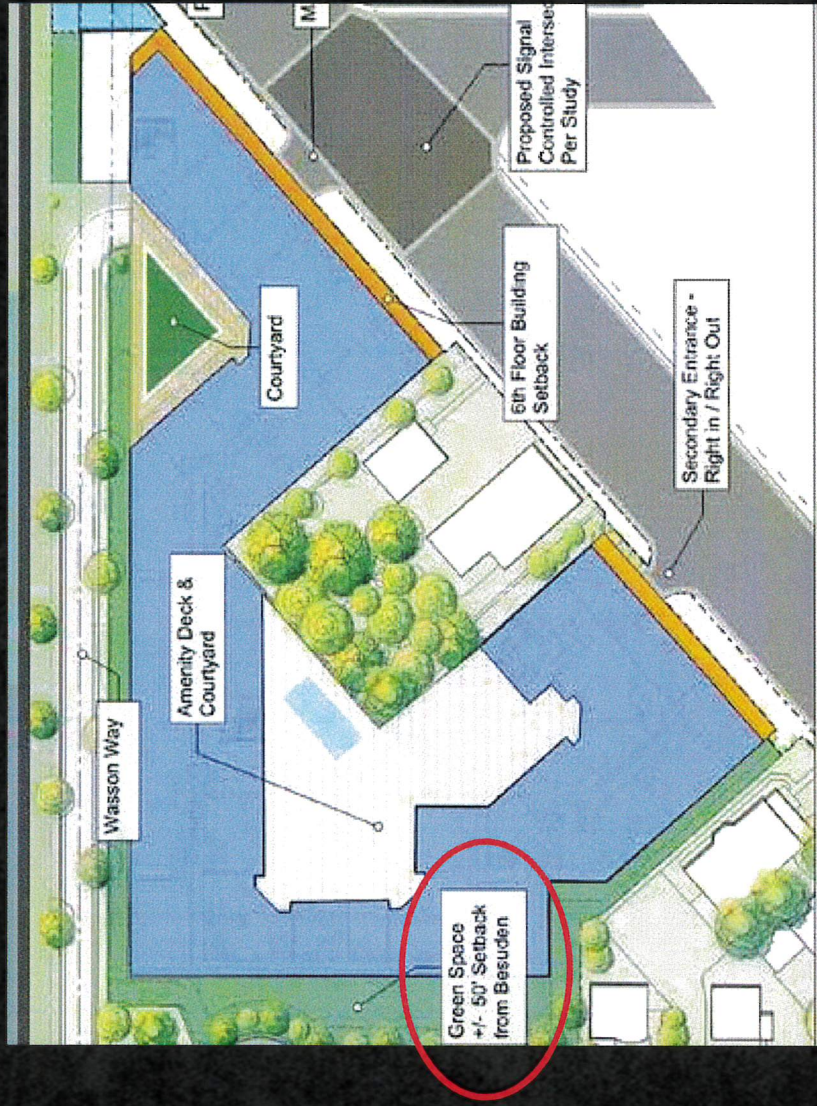 Wasson Way
Amenity Deck &
Courtyard
Courtyard
Green Space
+/- 50' Setback
from Besuden
6th Floor Building
Setback
Secondary Entrance -
Right in / Right Out
Proposed Signal
Controlled Intersec
Per Study
M